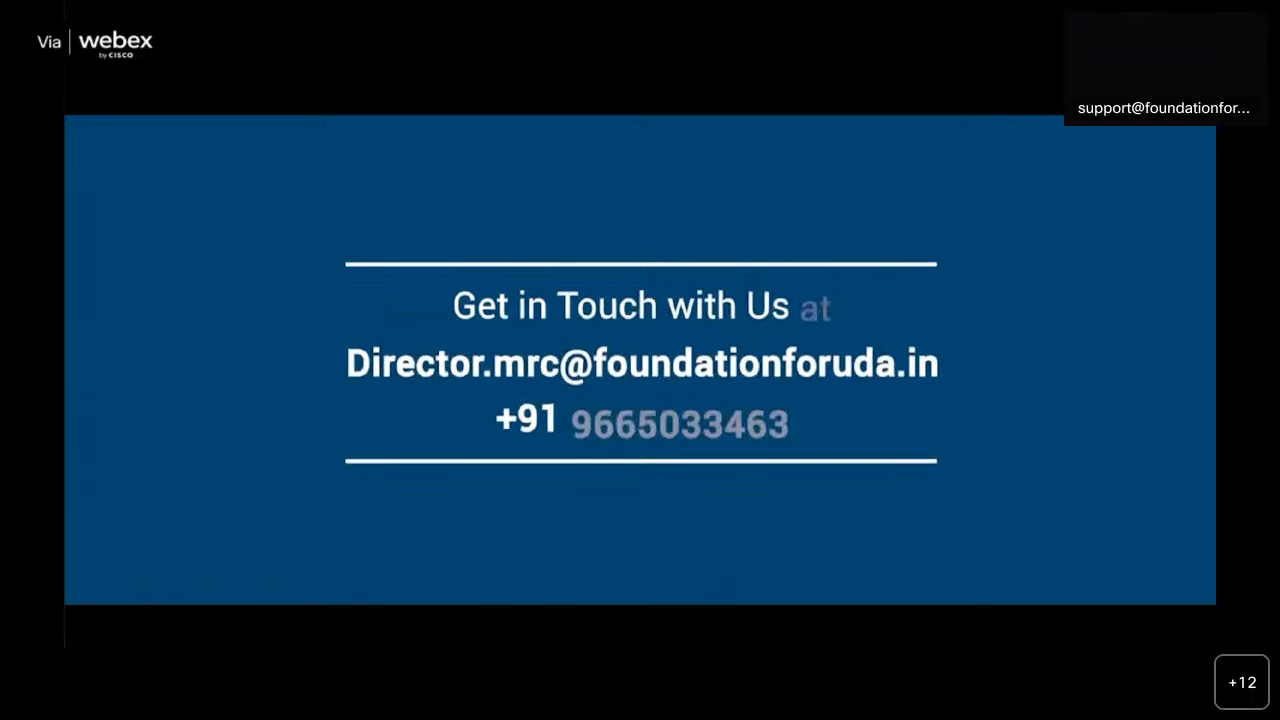 Via webex
by CISCO
support@foundationfor...
Get in Touch with Us at
Director.mrc@foundationforuda.in
+91 9665033463
+12